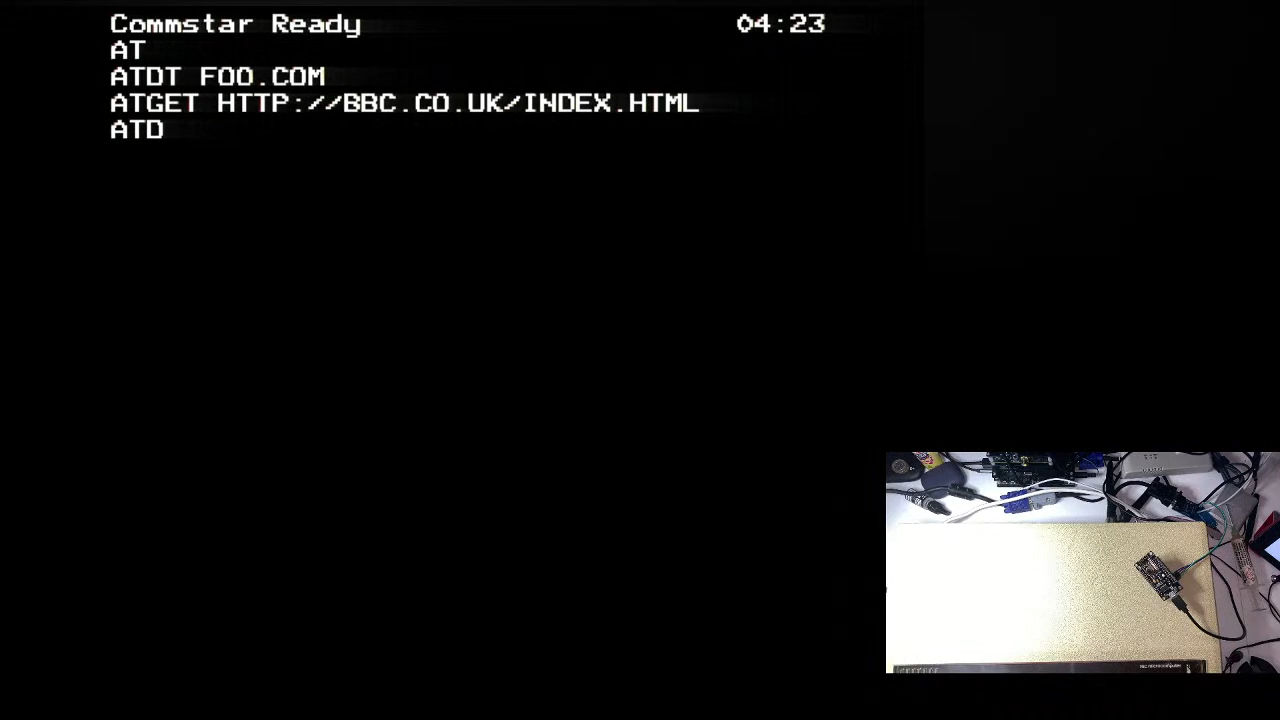 Commstar Ready 04:23
AT
ATDT FOO.COM
ATGET HTTP://BBC.CO.UK/INDEX.HTML
ATD